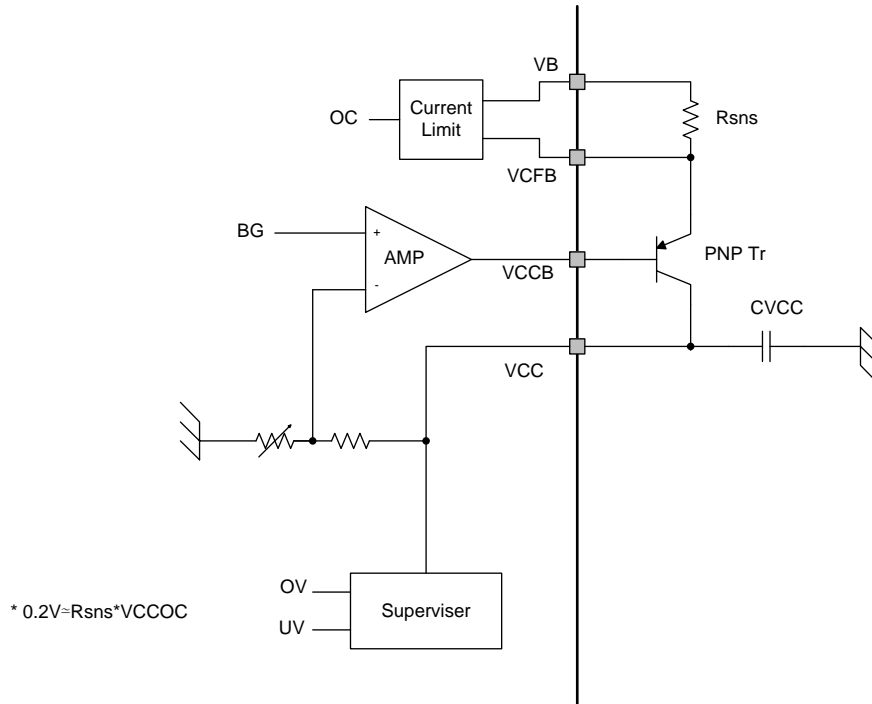 VB
Current
Limit
OC
Rsns
VCFB
BG
+
AMP
-
VCCB
PNP Tr
CVCC
VCC
OV
UV
Superviser
* 0.2V≃Rsns*VCCOC